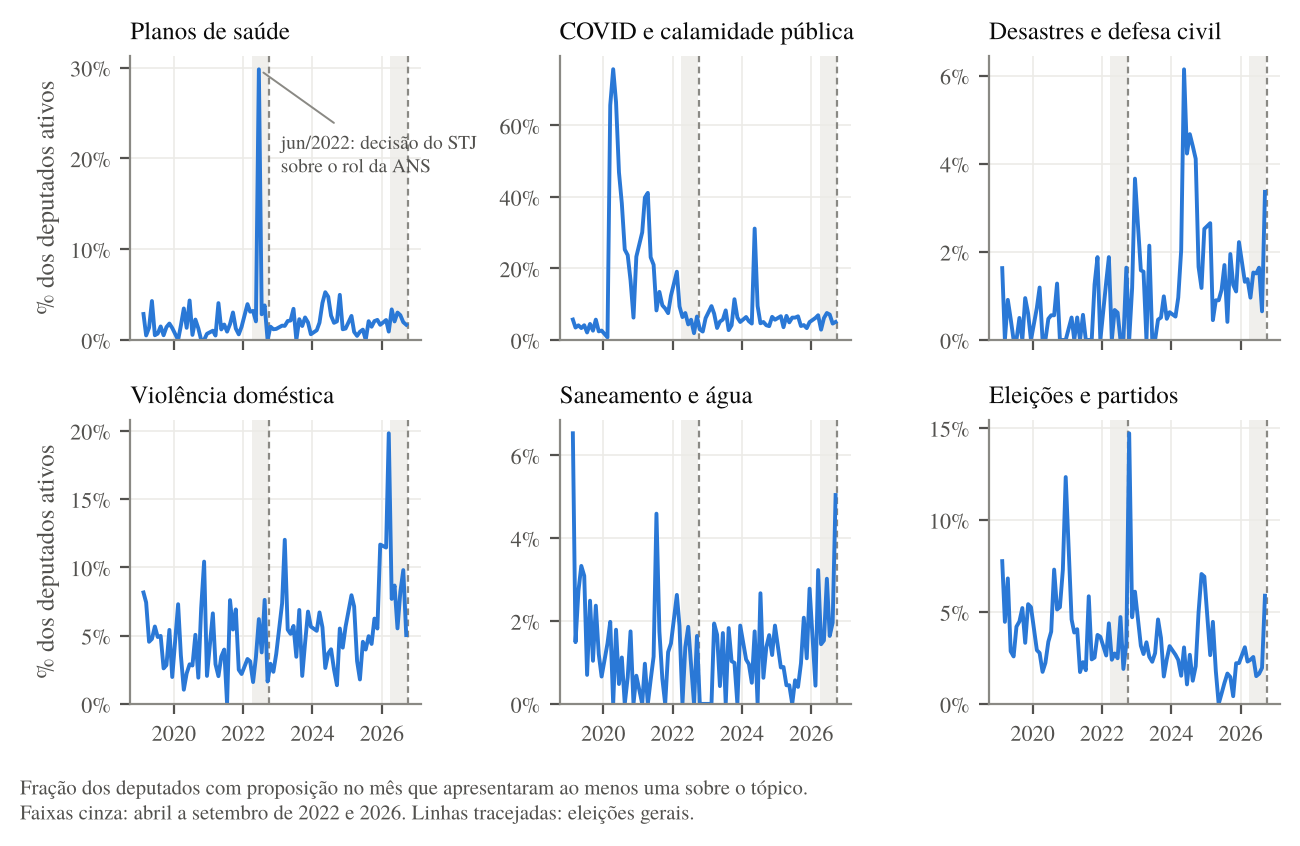 Planos de saúde
COVID e calamidade pública
Desastres e defesa civil
% dos deputados ativos
30%
20%
10%
0%
jun/2022: decisão do STJ
sobre o rol da ANS
60%
40%
20%
0%
6%
4%
2%
0%
Violência doméstica
Saneamento e água
Eleições e partidos
% dos deputados ativos
20%
15%
10%
5%
0%
2020 2022 2024 2026
6%
4%
2%
0%
2020 2022 2024 2026
15%
10%
5%
0%
2020 2022 2024 2026
Fração dos deputados com proposição no mês que apresentaram ao menos uma sobre o tópico.
Faixas cinza: abril a setembro de 2022 e 2026. Linhas tracejadas: eleições gerais.